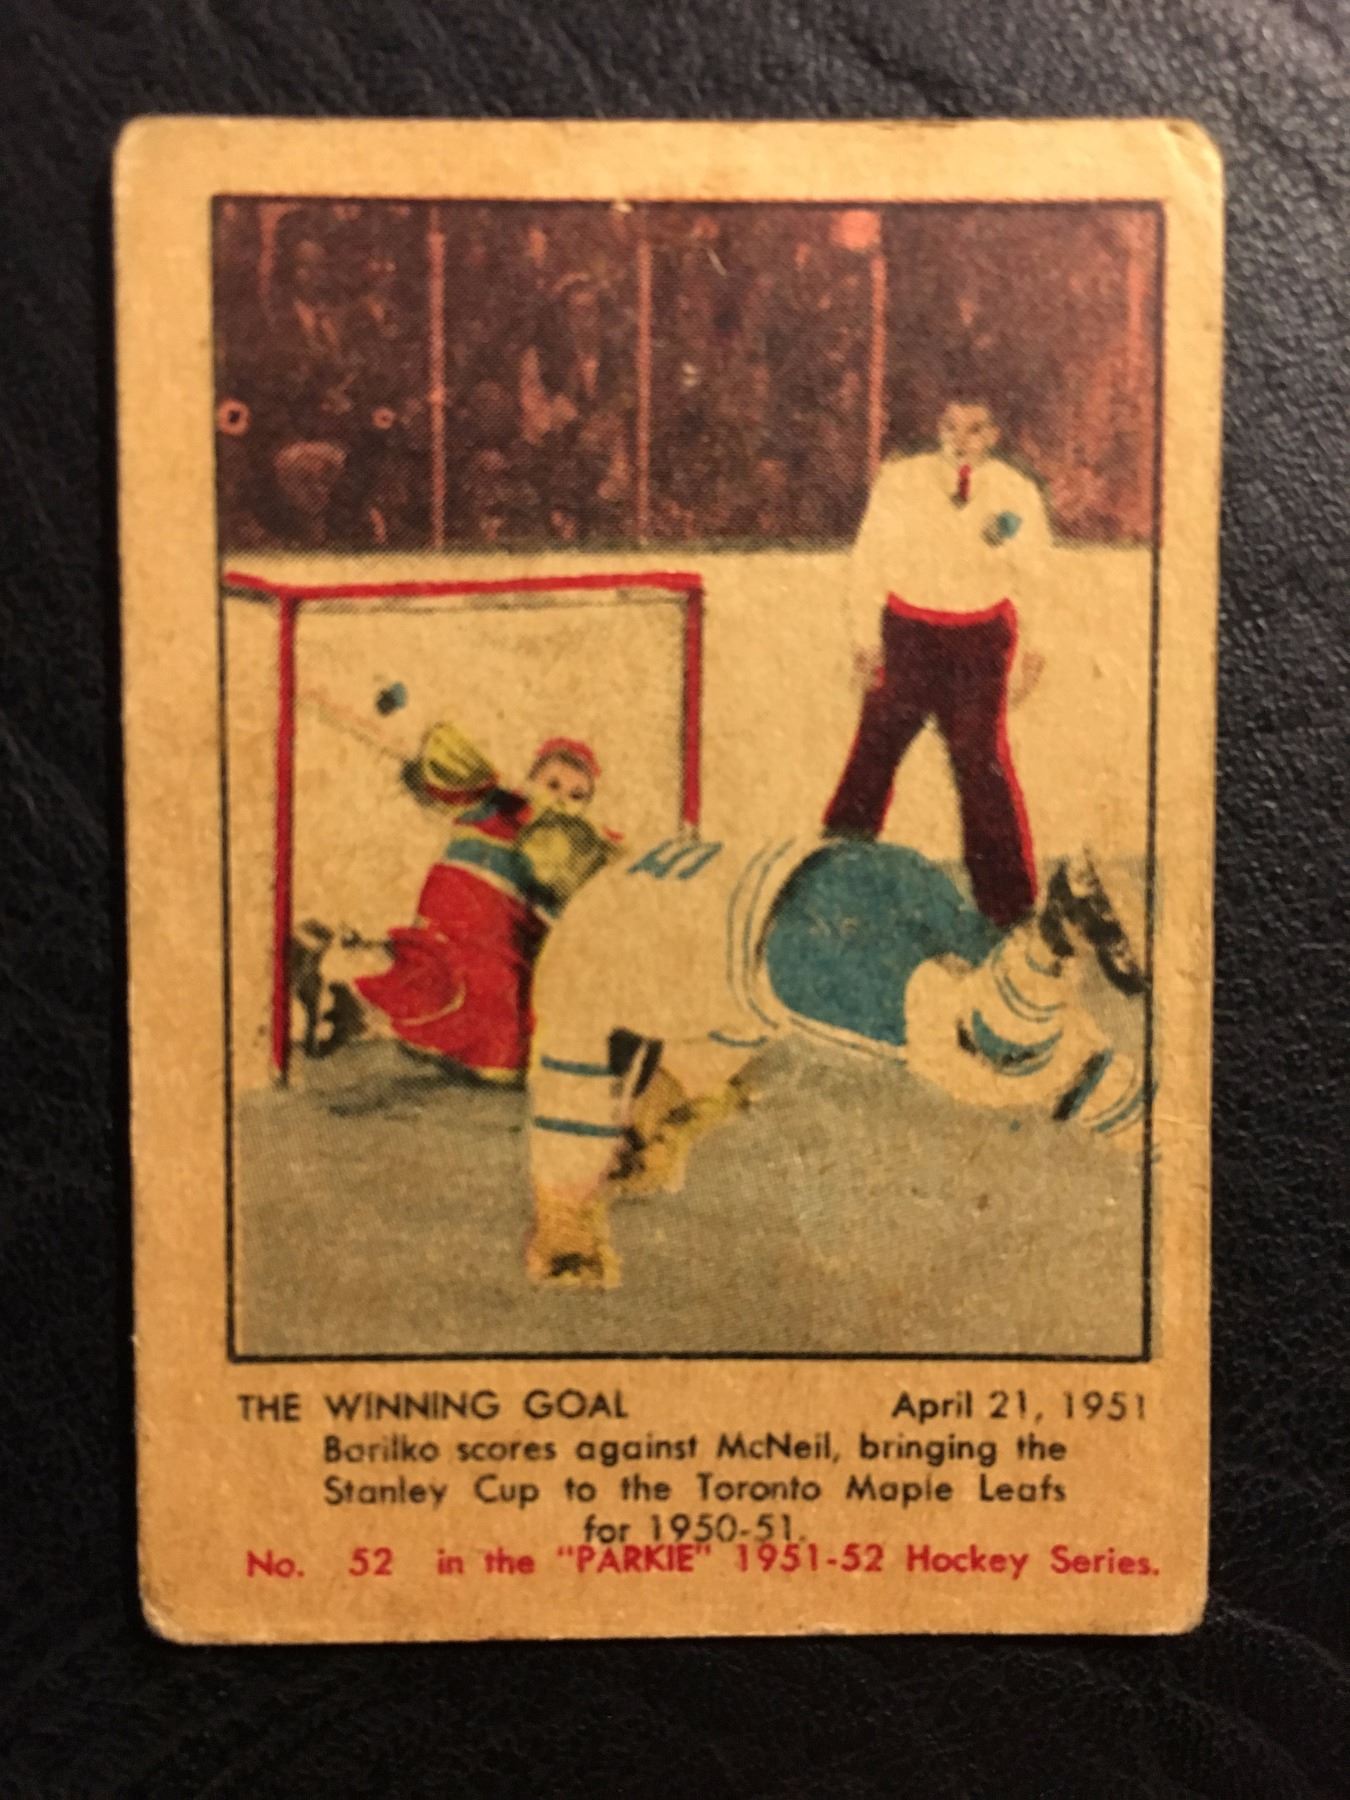 THE WINNING GOAL April 21, 1951
Barilko scores against McNeil, bringing the
Stanley Cup to the Toronto Maple Leafs
for 1950-51.
No. 52 in the "PARKIE" 1951-52 Hockey Series.